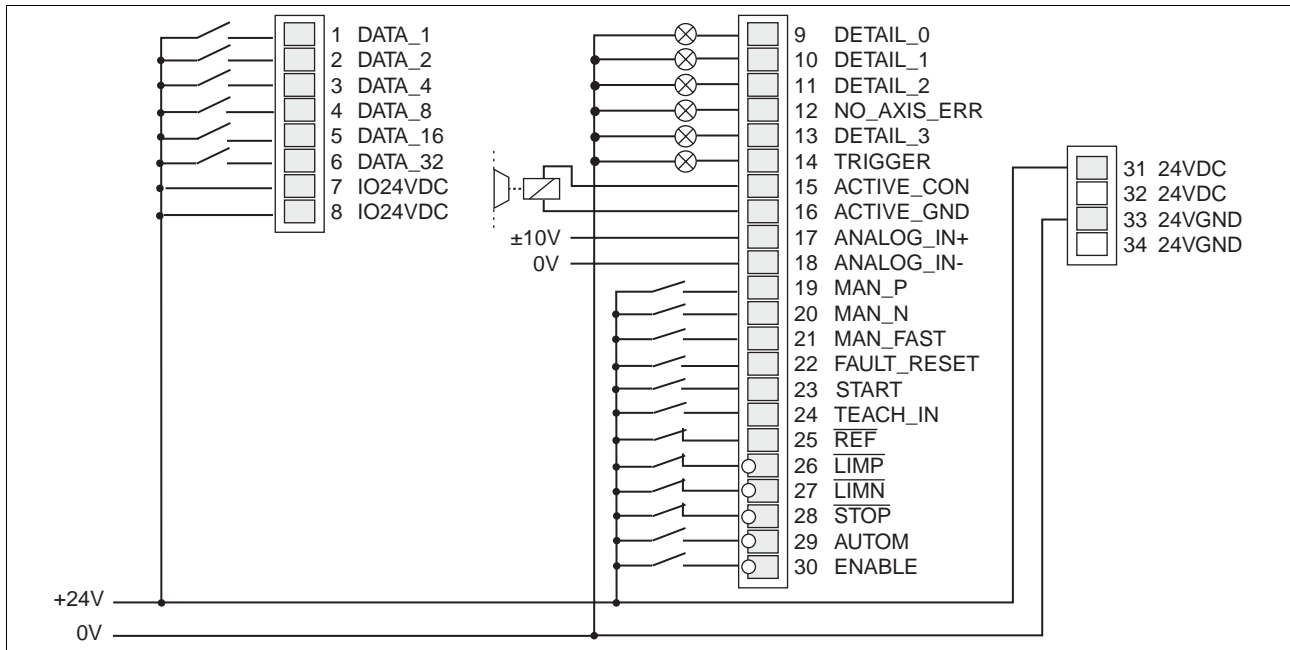 1 DATA_1
2 DATA_2
3 DATA_4
4 DATA_8
5 DATA_16
6 DATA_32
7 IO24VDC
8 IO24VDC
9 DETAIL_0
10 DETAIL_1
11 DETAIL_2
12 NO_AXIS_ERR
13 DETAIL_3
14 TRIGGER
15 ACTIVE_CON
16 ACTIVE_GND
±10V
17 ANALOG_IN+
0V
18 ANALOG_IN-
19 MAN_P
20 MAN_N
21 MAN_FAST
22 FAULT_RESET
23 START
24 TEACH_IN
25 REF
26 LIMP
27 LIMN
28 STOP
29 AUTOM
30 ENABLE
31 24VDC
32 24VDC
33 24VGND
34 24VGND
+24V
0V